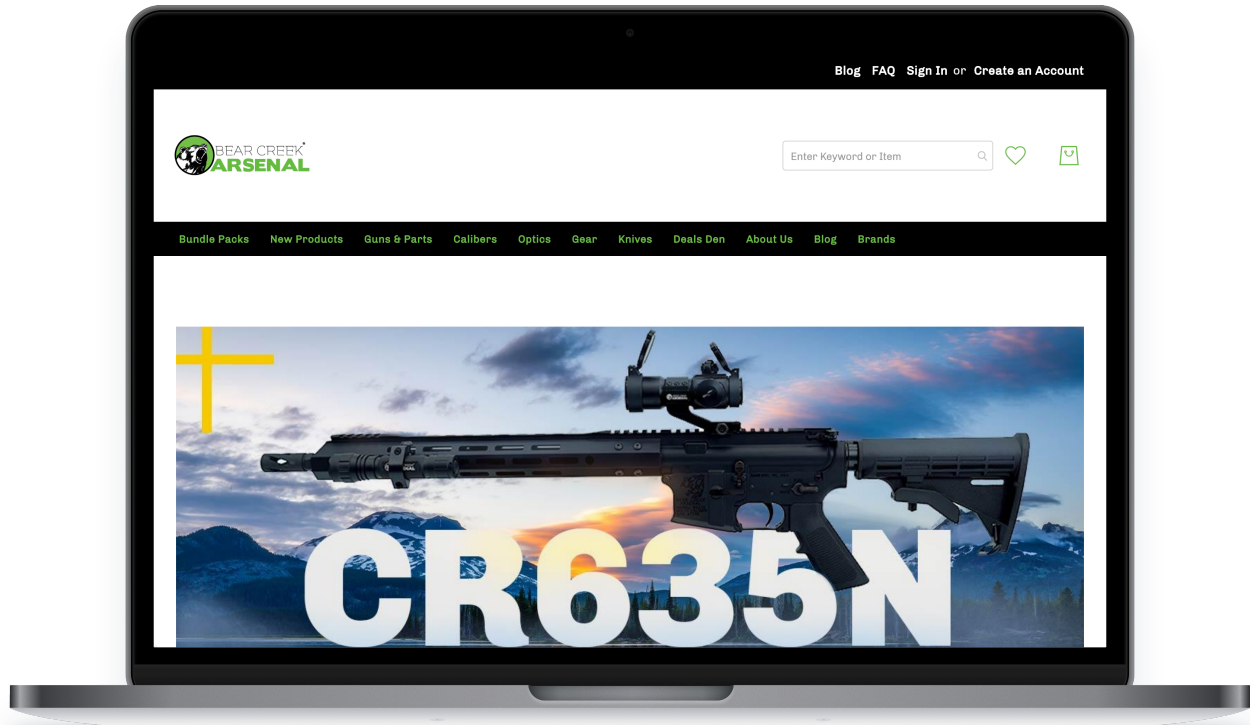 Blog FAQ Sign In or Create an Account
BEAR CREEK
ARSENAL
Enter Keyword or Item
Bundle Packs New Products Guns & Parts Calibers Optics Gear Knives Deals Den About Us Blog Brands
CR635N